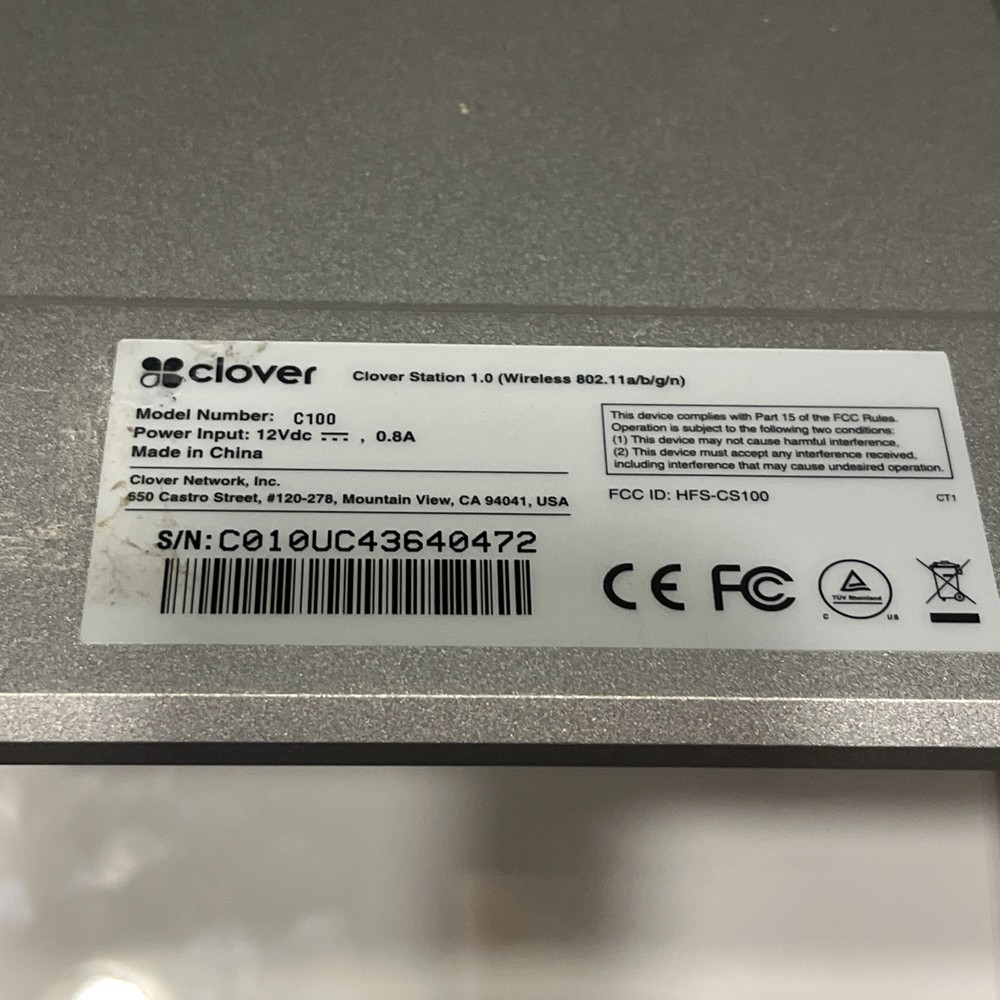 clover Clover Station 1.0 (Wireless 802.11a/b/g/n)
Model Number: C100
Power Input: 12Vdc ⎓ , 0.8A
Made in China
Clover Network, Inc.
650 Castro Street, #120-278, Mountain View, CA 94041, USA
S/N:C010UC43640472
This device complies with Part 15 of the FCC Rules.
Operation is subject to the following two conditions:
(1) This device may not cause harmful interference,
(2) This device must accept any interference received,
including interference that may cause undesired operation.
FCC ID: HFS-CS100
CT1
CE FC
TÜV Rheinland
C US